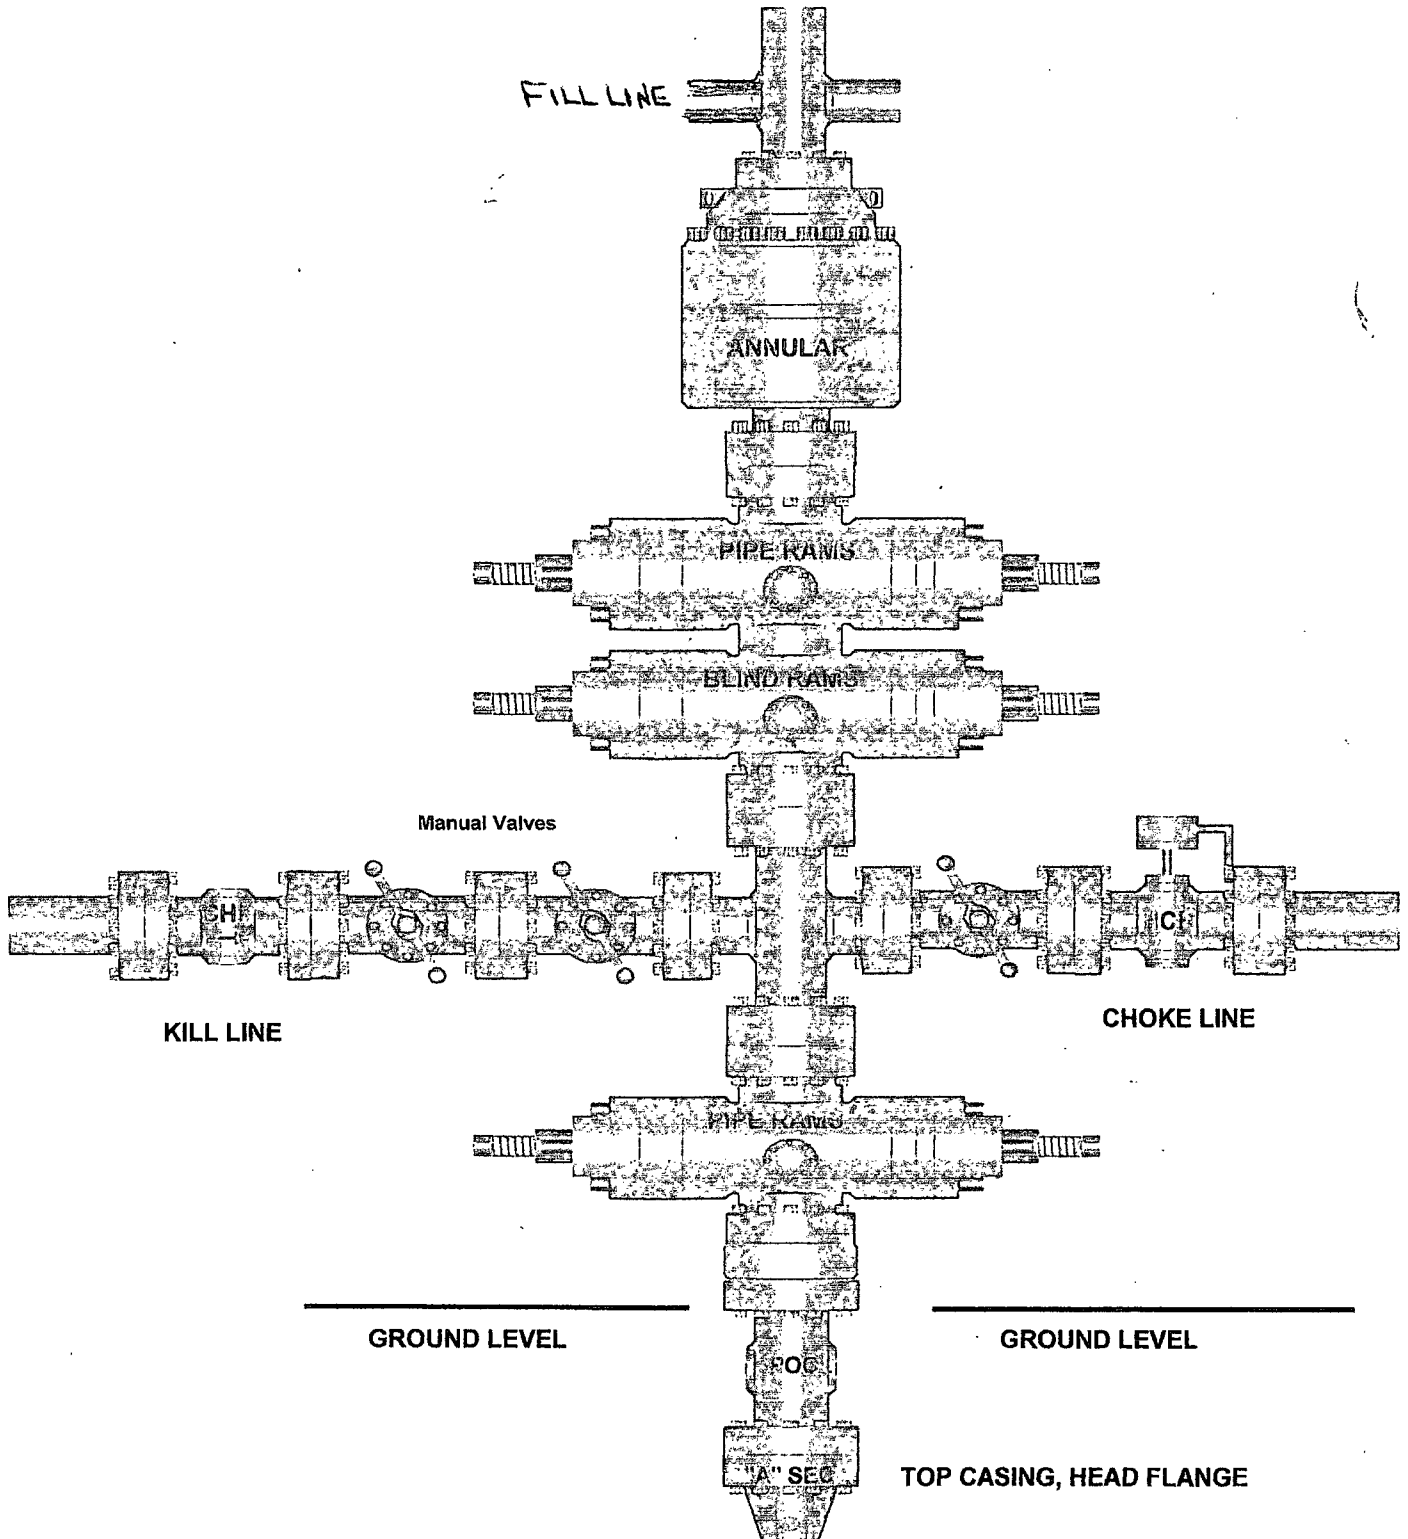 FILL LINE
ANNULAR
PIPE RAMS
BLIND RAMS
Manual Valves
KILL LINE
CHOKE LINE
PIPE RAMS
GROUND LEVEL
GROUND LEVEL
"A" SEC
TOP CASING, HEAD FLANGE